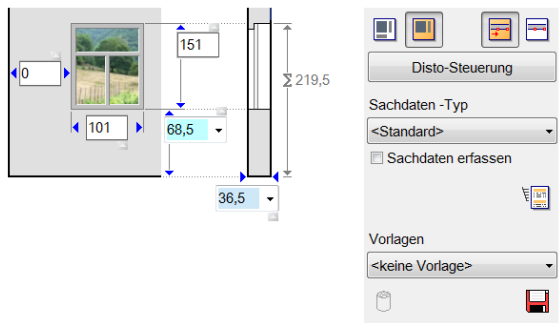 151
0
Σ 219,5
101
68,5
36,5
Disto-Steuerung
Sachdaten -Typ
<Standard>
Sachdaten erfassen
Vorlagen
<keine Vorlage>